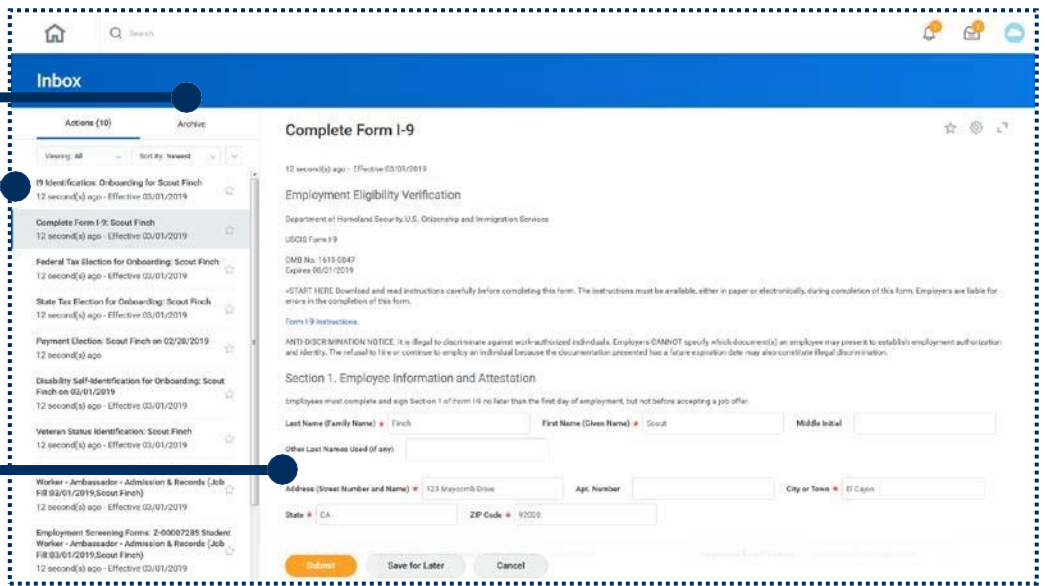 Search
Inbox
Actions (10)
Archive
Viewing: All
Sort By: Newest
I9 Identification: Onboarding for Scout Finch
12 second(s) ago - Effective 03/01/2019
Complete Form I-9: Scout Finch
12 second(s) ago - Effective 03/01/2019
Federal Tax Election for Onboarding: Scout Finch
12 second(s) ago - Effective 03/01/2019
State Tax Election for Onboarding: Scout Finch
12 second(s) ago - Effective 03/01/2019
Payment Election: Scout Finch on 02/28/2019
12 second(s) ago
Disability Self-Identification for Onboarding: Scout
Finch on 03/01/2019
12 second(s) ago - Effective 03/01/2019
Veteran Status Identification: Scout Finch
12 second(s) ago - Effective 03/01/2019
Worker - Ambassador - Admission & Records (Job
Fill:03/01/2019,Scout Finch)
12 second(s) ago - Effective 03/01/2019
Employment Screening Forms: Z-00007285 Student
Worker - Ambassador - Admission & Records (Job
Fill:03/01/2019,Scout Finch)
12 second(s) ago - Effective 03/01/2019
Complete Form I-9
12 second(s) ago - Effective 03/01/2019
Employment Eligibility Verification
Department of Homeland Security, U.S. Citizenship and Immigration Services
USCIS Form I-9
OMB No. 1615-0047
Expires 08/31/2019
START HERE Download and read instructions carefully before completing this form. The instructions must be available, either in paper or electronically, during completion of this form. Employers are liable for
errors in the completion of this form.
Form I-9 Instructions
ANTI-DISCRIMINATION NOTICE: It is illegal to discriminate against work-authorized individuals. Employers CANNOT specify which document(s) an employee may present to establish employment authorization
and identity. The refusal to hire or continue to employ an individual because the documentation presented has a future expiration date may also constitute illegal discrimination.
Section 1. Employee Information and Attestation
Employees must complete and sign Section 1 of Form I-9 no later than the first day of employment, but not before accepting a job offer.
Last Name (Family Name) * Finch
First Name (Given Name) * Scout
Middle Initial
Other Last Names Used (if any)
Address (Street Number and Name) * 123 Maycomb Drive
Apt. Number
City or Town * El Cajon
State * CA
ZIP Code * 92020
Submit
Save for Later
Cancel